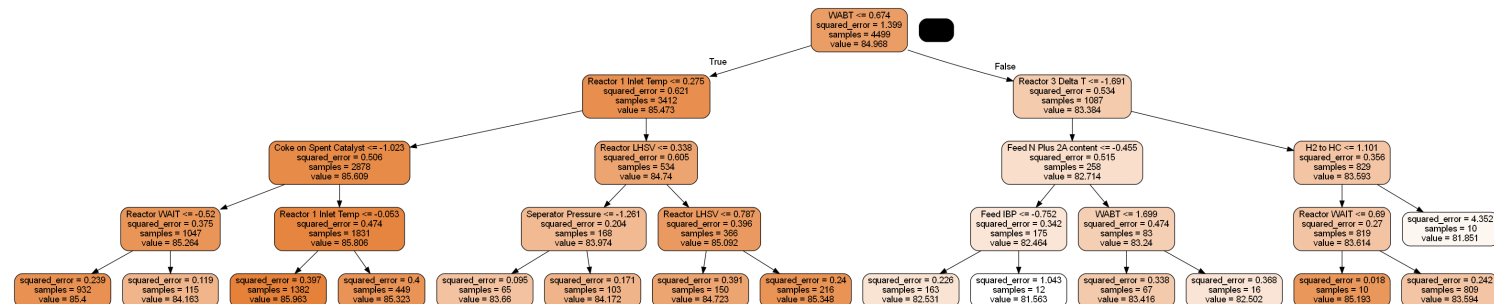 WABT <= 0.674
squared_error = 1.399
samples = 4499
value = 84.968
True
False
Reactor 1 Inlet Temp <= 0.275
squared_error = 0.621
samples = 3412
value = 85.473
Reactor 3 Delta T <= -1.691
squared_error = 0.534
samples = 1087
value = 83.384
Coke on Spent Catalyst <= -1.023
squared_error = 0.506
samples = 2878
value = 85.609
Reactor LHSV <= 0.338
squared_error = 0.605
samples = 534
value = 84.74
Feed N Plus 2A content <= -0.455
squared_error = 0.515
samples = 258
value = 82.714
H2 to HC <= 1.101
squared_error = 0.356
samples = 829
value = 83.593
Reactor WAIT <= -0.52
squared_error = 0.375
samples = 1047
value = 85.264
Reactor 1 Inlet Temp <= -0.053
squared_error = 0.474
samples = 1831
value = 85.806
Seperator Pressure <= -1.261
squared_error = 0.204
samples = 168
value = 83.974
Reactor LHSV <= 0.787
squared_error = 0.396
samples = 366
value = 85.092
Feed IBP <= -0.752
squared_error = 0.342
samples = 175
value = 82.464
WABT <= 1.699
squared_error = 0.474
samples = 83
value = 83.24
Reactor WAIT <= 0.69
squared_error = 0.27
samples = 819
value = 83.614
squared_error = 4.352
samples = 10
value = 81.851
squared_error = 0.239
samples = 932
value = 85.4
squared_error = 0.119
samples = 115
value = 84.163
squared_error = 0.397
samples = 1382
value = 85.963
squared_error = 0.4
samples = 449
value = 85.323
squared_error = 0.095
samples = 65
value = 83.66
squared_error = 0.171
samples = 103
value = 84.172
squared_error = 0.391
samples = 150
value = 84.723
squared_error = 0.24
samples = 216
value = 85.348
squared_error = 0.226
samples = 163
value = 82.531
squared_error = 1.043
samples = 12
value = 81.563
squared_error = 0.338
samples = 67
value = 83.416
squared_error = 0.368
samples = 16
value = 82.502
squared_error = 0.018
samples = 10
value = 85.193
squared_error = 0.242
samples = 809
value = 83.594